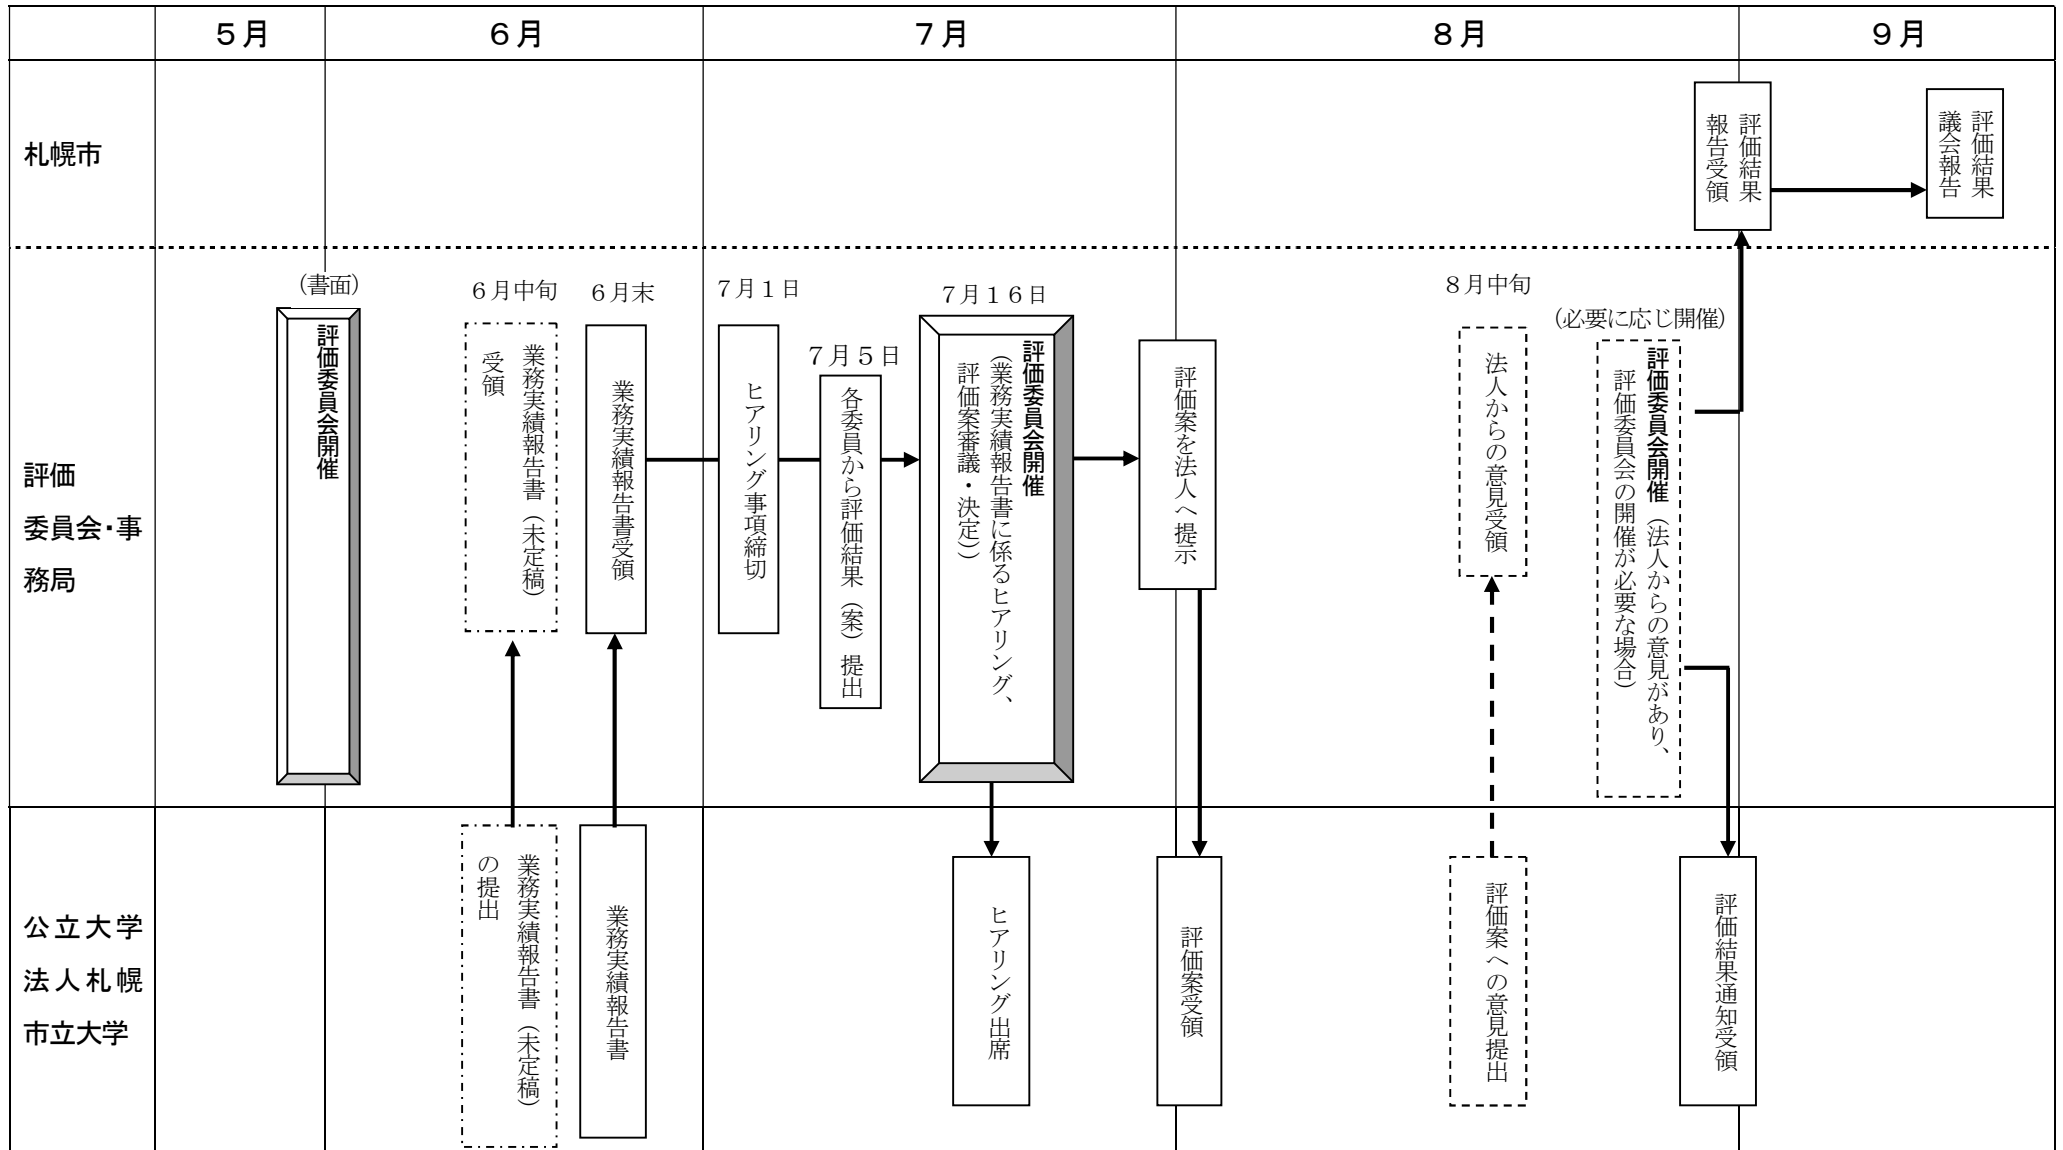 ５月
６月
７月
８月
９月
札幌市
評価結果
報告受領
評価結果
議会報告
評価
委員会・事
務局
（書面）
評価委員会開催
６月中旬
業務実績報告書（未定稿）
受領
６月末
業務実績報告書受領
７月１日
ヒアリング事項締切
７月５日
各委員から評価結果（案）提出
７月１６日
評価委員会開催
（業務実績報告書に係るヒアリング、
評価案審議・決定））
評価案を法人へ提示
８月中旬
法人からの意見受領
（必要に応じ開催）
評価委員会開催（法人からの意見があり、
評価委員会の開催が必要な場合）
公立大学
法人札幌
市立大学
業務実績報告書（未定稿）
の提出
業務実績報告書
ヒアリング出席
評価案受領
評価案への意見提出
評価結果通知受領